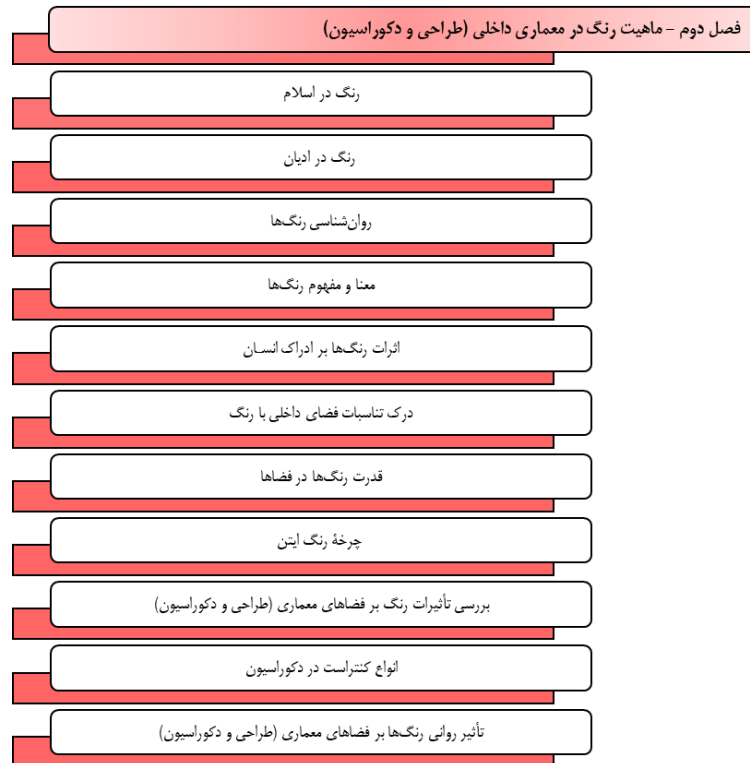 فصل دوم - ماهیت رنگ در معماری داخلی (طراحی و دکوراسیون)
رنگ در اسلام
رنگ در ادیان
روان‌شناسی رنگ‌ها
معنا و مفهوم رنگ‌ها
اثرات رنگ‌ها بر ادراک انسان
درک تناسبات فضای داخلی با رنگ
قدرت رنگ‌ها در فضاها
چرخهٔ رنگ ایتن
بررسی تأثیرات رنگ بر فضاهای معماری (طراحی و دکوراسیون)
انواع کنتراست در دکوراسیون
تأثیر روانی رنگ‌ها بر فضاهای معماری (طراحی و دکوراسیون)